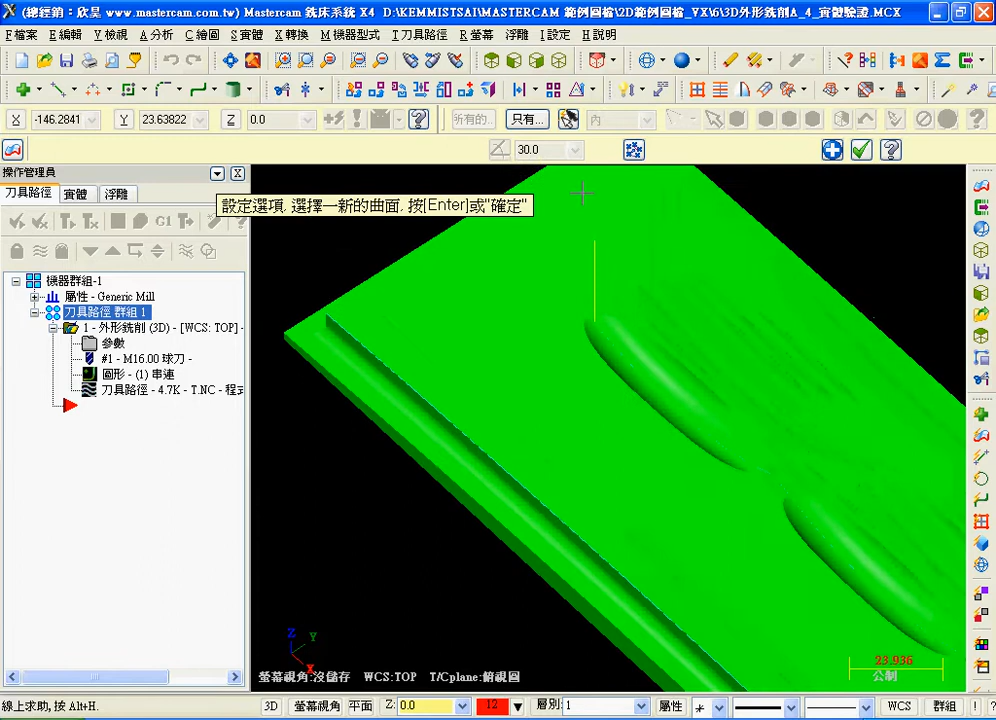 (總經銷：欣昊 www.mastercam.com.tw) Mastercam 銑床系統 X4 D:\KEMMISTSAI\MASTERCAM 範例圖檔\2D範例圖檔_VX\6\3D外形銑削A_4_實體驗證.MCX
F檔案 E編輯 V檢視 A分析 C繪圖 S實體 X轉換 M機器型式 T刀具路徑 R螢幕 浮雕 I設定 H說明
X -146.2841 Y 23.63822 Z 0.0 所有的.. 只有... 內
30.0
操作管理員
刀具路徑 實體 浮雕
設定選項, 選擇一新的曲面, 按[Enter]或"確定"
G1
機器群組-1
屬性 - Generic Mill
刀具路徑 群組 1
1 - 外形銑削 (3D) - [WCS: TOP] -
參數
#1 - M16.00 球刀 -
圖形 - (1) 串連
刀具路徑 - 4.7K - T.NC - 程式
Z Y X
23.936
公制
螢幕視角:沒儲存 WCS:TOP T/Cplane:俯視圖
線上求助, 按 Alt+H.
3D 螢幕視角 平面 Z: 0.0 12 層別: 1 屬性 WCS 群組